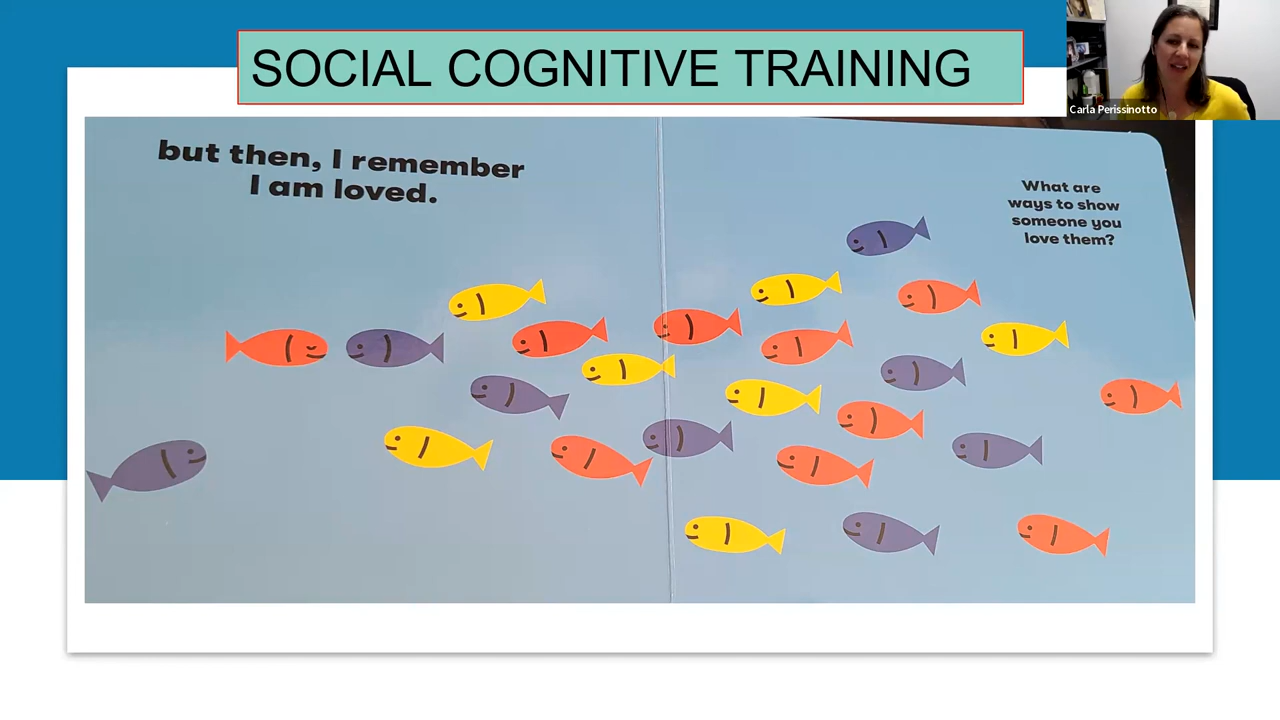 SOCIAL COGNITIVE TRAINING
Carla Perissinotto
but then, I remember
I am loved.
What are
ways to show
someone you
love them?